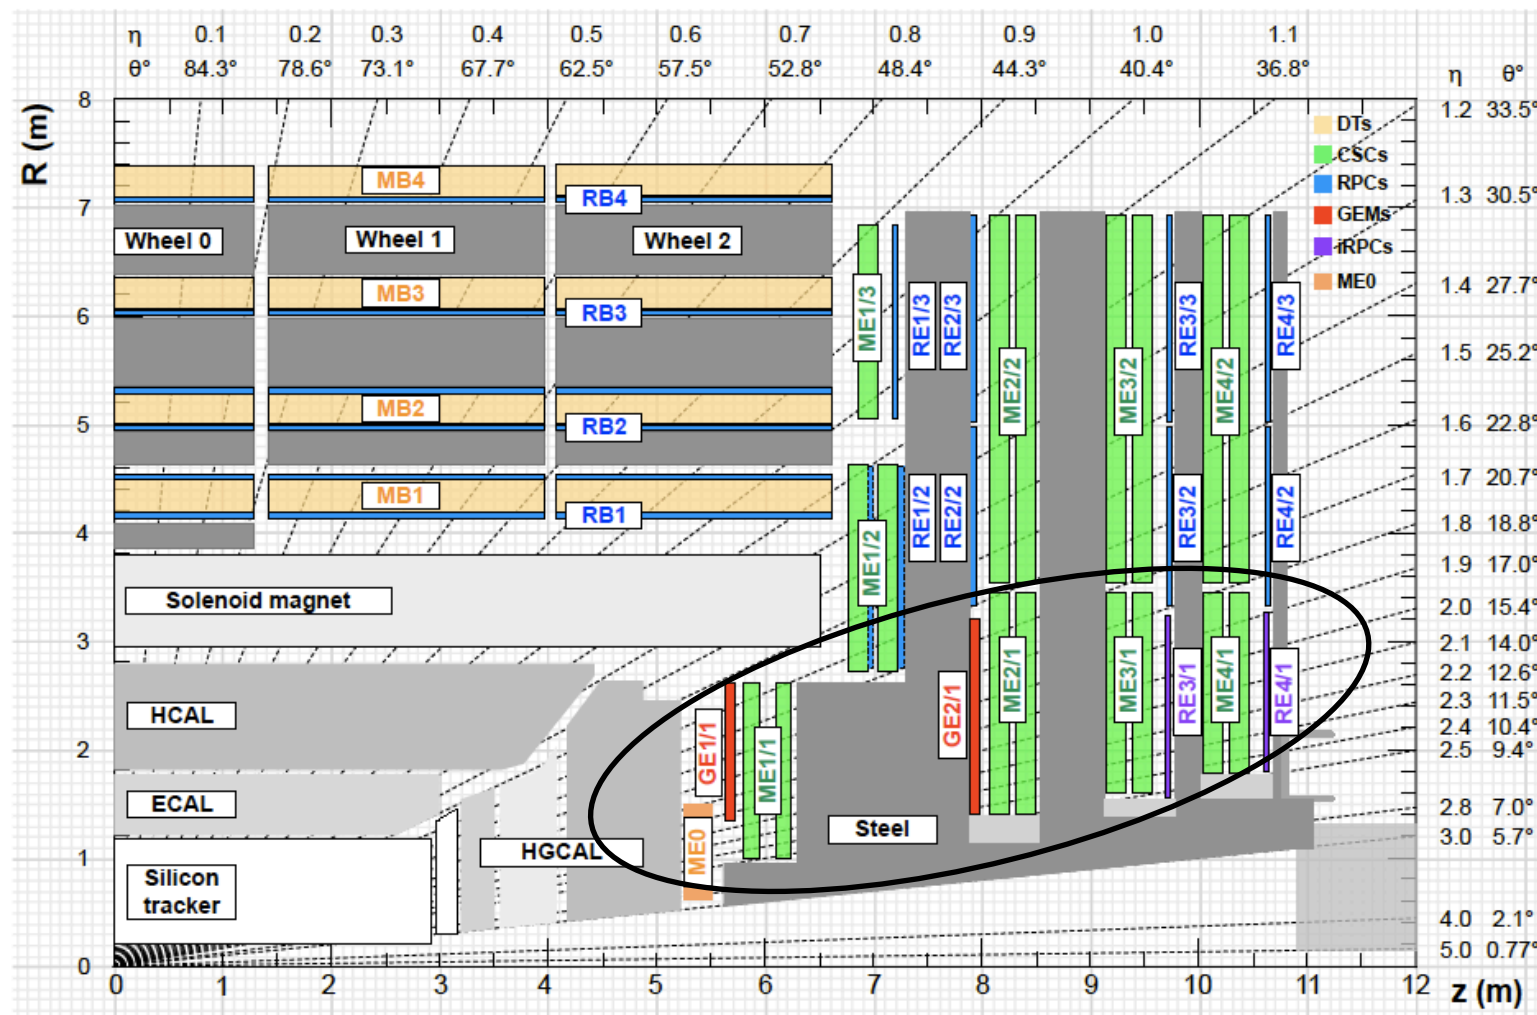 η 0.1 0.2 0.3 0.4 0.5 0.6 0.7 0.8 0.9 1.0 1.1
θ° 84.3° 78.6° 73.1° 67.7° 62.5° 57.5° 52.8° 48.4° 44.3° 40.4° 36.8°
η θ°
R (m)
8
7
6
5
4
3
2
1
0
1.2 33.5°
1.3 30.5°
1.4 27.7°
1.5 25.2°
1.6 22.8°
1.7 20.7°
1.8 18.8°
1.9 17.0°
2.0 15.4°
2.1 14.0°
2.2 12.6°
2.3 11.5°
2.4 10.4°
2.5 9.4°
2.8 7.0°
3.0 5.7°
4.0 2.1°
5.0 0.77°
DTs
CSCs
RPCs
GEMs
iRPCs
ME0
MB4
RB4
Wheel 0
Wheel 1
Wheel 2
MB3
RB3
MB2
RB2
MB1
RB1
ME1/3
RE1/3
RE2/3
ME2/2
ME3/2
RE3/3
ME4/2
RE4/3
ME1/2
RE1/2
RE2/2
RE3/2
RE4/2
Solenoid magnet
HCAL
ECAL
HGCAL
Silicon
tracker
GE1/1
ME1/1
ME0
Steel
GE2/1
ME2/1
ME3/1
RE3/1
ME4/1
RE4/1
0 1 2 3 4 5 6 7 8 9 10 11 12 z (m)